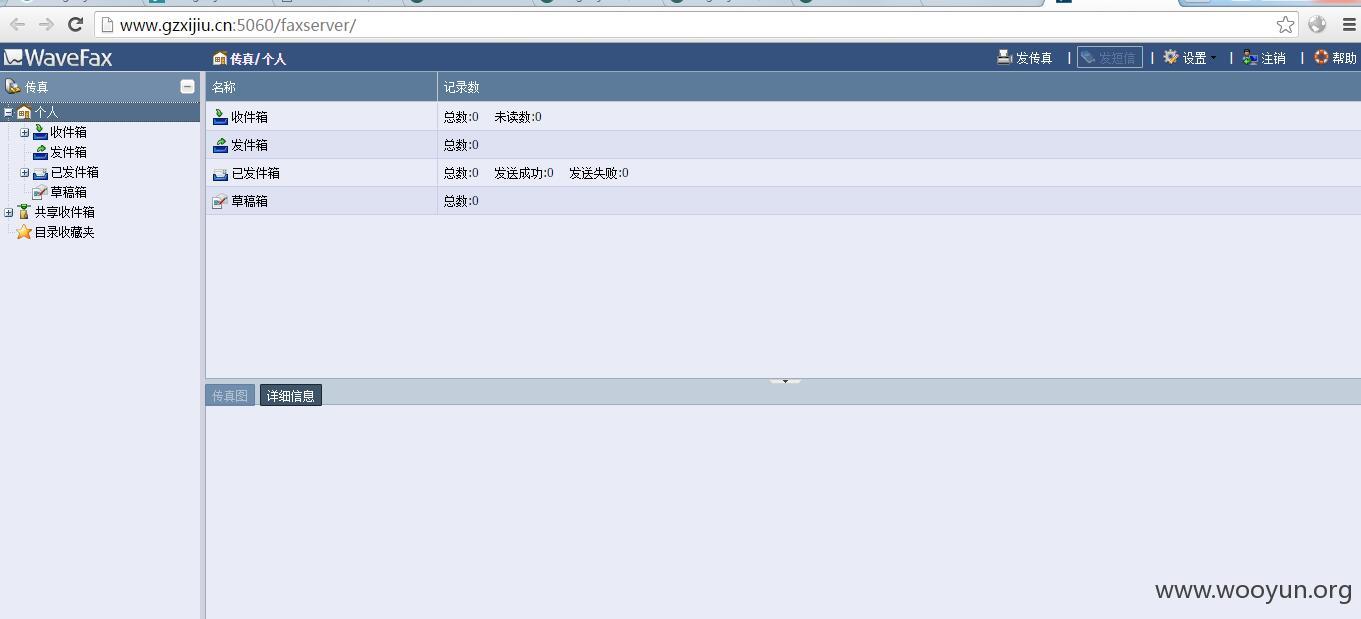 www.gzxijiu.cn:5060/faxserver/
WaveFax 传真/个人 发传真 | 发短信 | 设置 | 注销 | 帮助
传真 名称 记录数
个人
收件箱
发件箱
已发件箱
草稿箱
共享收件箱
目录收藏夹
收件箱 总数:0 未读数:0
发件箱 总数:0
已发件箱 总数:0 发送成功:0 发送失败:0
草稿箱 总数:0
传真图 详细信息
www.wooyun.org